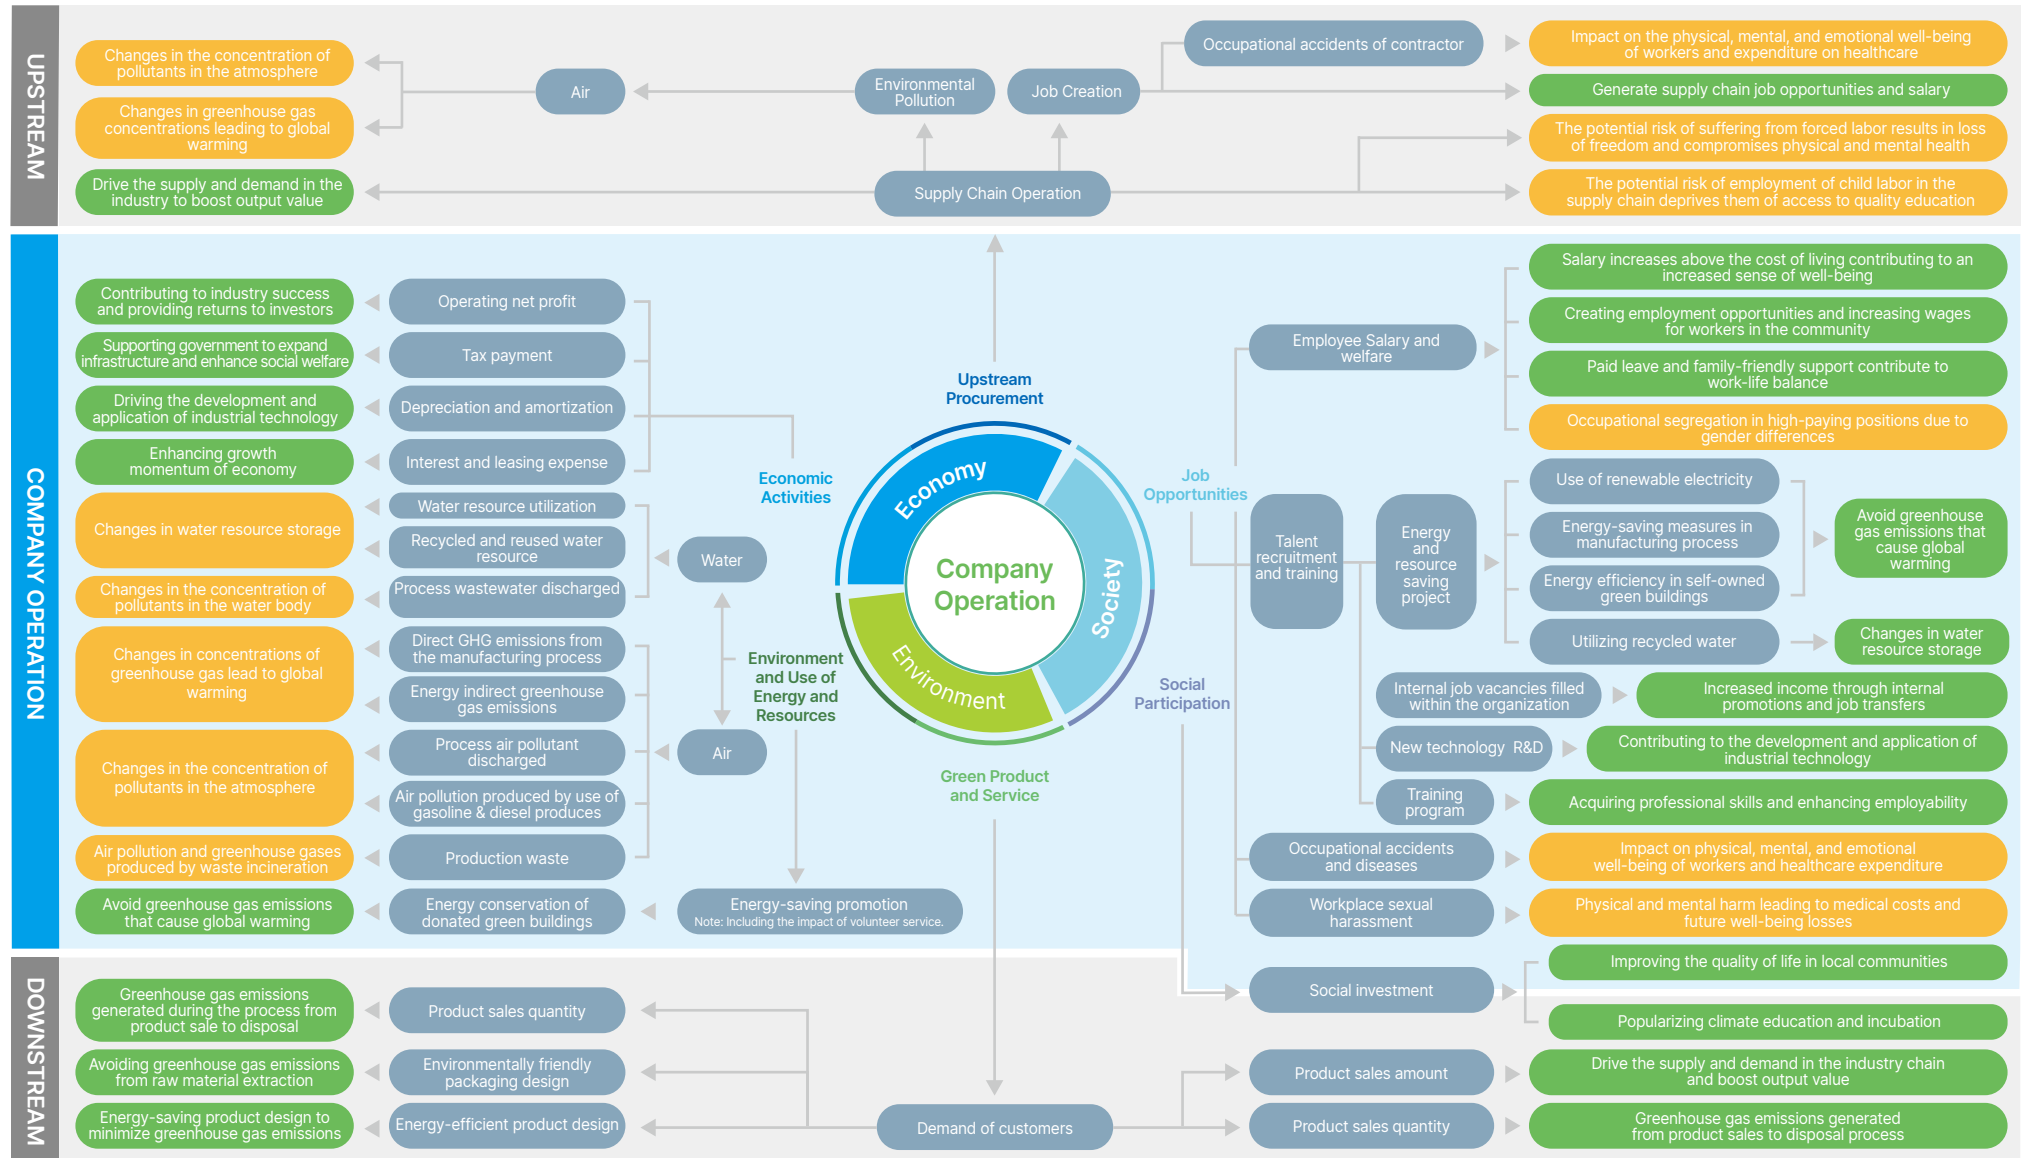 UPSTREAM
Changes in the concentration of
pollutants in the atmosphere
Changes in greenhouse gas
concentrations leading to global
warming
Drive the supply and demand in the
industry to boost output value
Air
Environmental
Pollution
Job Creation
Supply Chain Operation
Occupational accidents of contractor
Impact on the physical, mental, and emotional well-being
of workers and expenditure on healthcare
Generate supply chain job opportunities and salary
The potential risk of suffering from forced labor results in loss
of freedom and compromises physical and mental health
The potential risk of employment of child labor in the
supply chain deprives them of access to quality education
COMPANY OPERATION
Contributing to industry success
and providing returns to investors
Operating net profit
Supporting government to expand
infrastructure and enhance social welfare
Tax payment
Driving the development and
application of industrial technology
Depreciation and amortization
Enhancing growth
momentum of economy
Interest and leasing expense
Changes in water resource storage
Water resource utilization
Recycled and reused water
resource
Changes in the concentration of
pollutants in the water body
Process wastewater discharged
Water
Changes in concentrations of
greenhouse gas lead to global
warming
Direct GHG emissions from
the manufacturing process
Energy indirect greenhouse
gas emissions
Changes in the concentration of
pollutants in the atmosphere
Process air pollutant
discharged
Air pollution produced by use of
gasoline & diesel produces
Air
Air pollution and greenhouse gases
produced by waste incineration
Production waste
Avoid greenhouse gas emissions
that cause global warming
Energy conservation of
donated green buildings
Energy-saving promotion
Note: Including the impact of volunteer service.
Economic
Activities
Environment
and Use of
Energy and
Resources
Upstream
Procurement
Economy
Society
Environment
Company
Operation
Green Product
and Service
Job
Opportunities
Social
Participation
Employee Salary and
welfare
Salary increases above the cost of living contributing to an
increased sense of well-being
Creating employment opportunities and increasing wages
for workers in the community
Paid leave and family-friendly support contribute to
work-life balance
Occupational segregation in high-paying positions due to
gender differences
Talent
recruitment
and training
Energy
and
resource
saving
project
Use of renewable electricity
Energy-saving measures in
manufacturing process
Energy efficiency in self-owned
green buildings
Utilizing recycled water
Avoid greenhouse
gas emissions that
cause global
warming
Changes in water
resource storage
Internal job vacancies filled
within the organization
Increased income through internal
promotions and job transfers
New technology R&D
Contributing to the development and application of
industrial technology
Training
program
Acquiring professional skills and enhancing employability
Occupational accidents
and diseases
Impact on physical, mental, and emotional
well-being of workers and healthcare expenditure
Workplace sexual
harassment
Physical and mental harm leading to medical costs and
future well-being losses
Social investment
Improving the quality of life in local communities
Popularizing climate education and incubation
DOWNSTREAM
Greenhouse gas emissions
generated during the process from
product sale to disposal
Product sales quantity
Avoiding greenhouse gas emissions
from raw material extraction
Environmentally friendly
packaging design
Energy-saving product design to
minimize greenhouse gas emissions
Energy-efficient product design
Demand of customers
Product sales amount
Drive the supply and demand in the industry chain
and boost output value
Product sales quantity
Greenhouse gas emissions generated
from product sales to disposal process